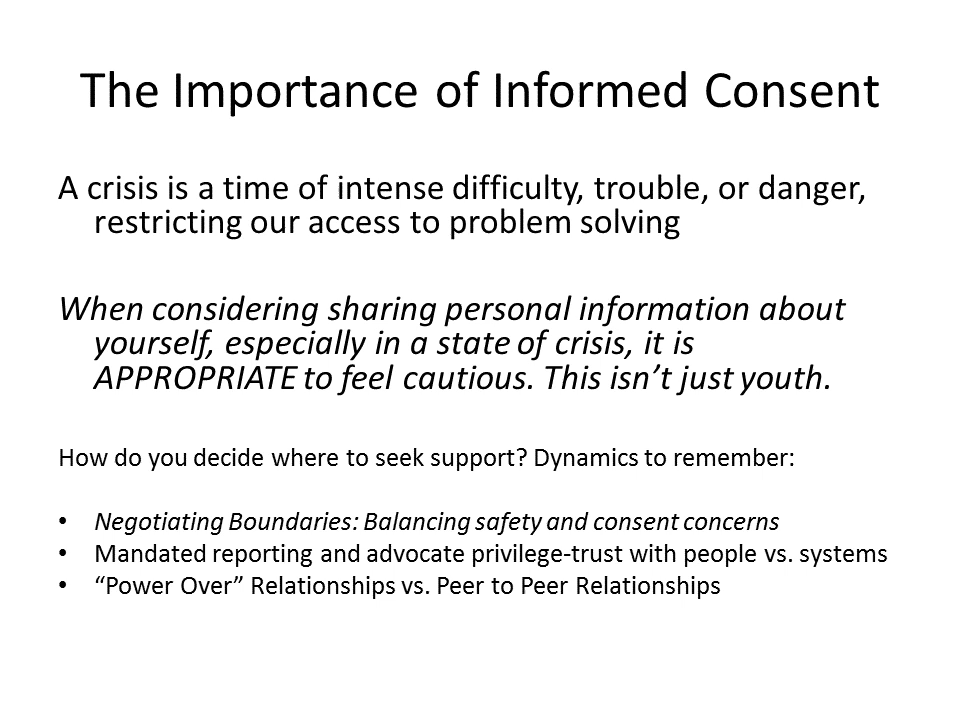 The Importance of Informed Consent
A crisis is a time of intense difficulty, trouble, or danger,
restricting our access to problem solving
When considering sharing personal information about
yourself, especially in a state of crisis, it is
APPROPRIATE to feel cautious. This isn’t just youth.
How do you decide where to seek support? Dynamics to remember:
• Negotiating Boundaries: Balancing safety and consent concerns
• Mandated reporting and advocate privilege-trust with people vs. systems
• “Power Over” Relationships vs. Peer to Peer Relationships